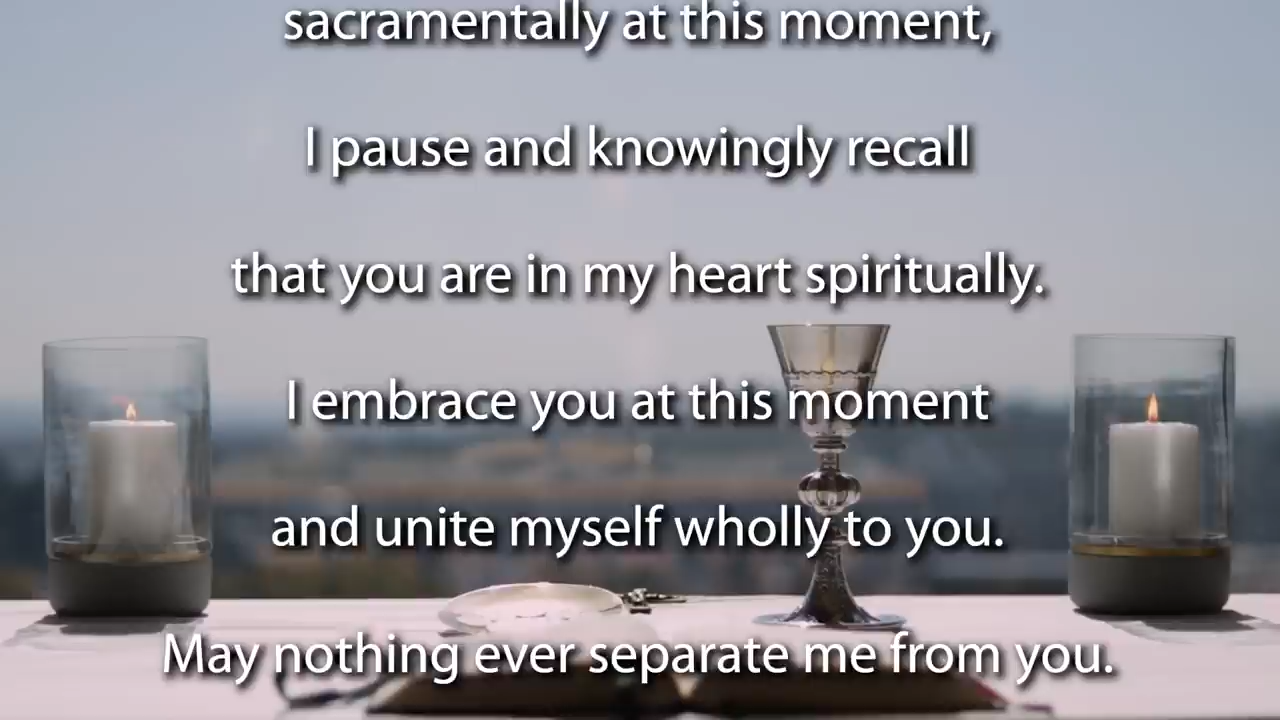 sacramentally at this moment,
I pause and knowingly recall
that you are in my heart spiritually.
I embrace you at this moment
and unite myself wholly to you.
May nothing ever separate me from you.